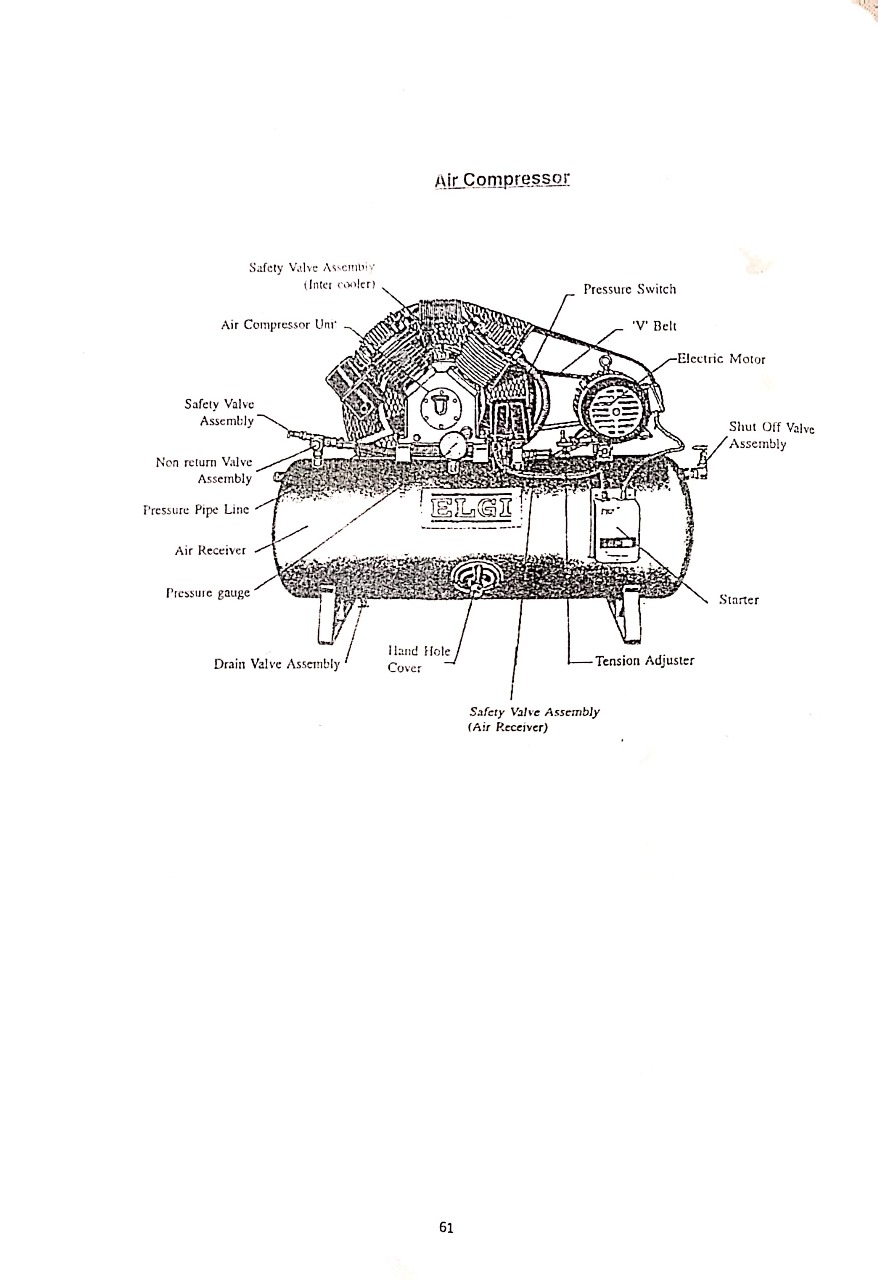 Air Compressor
Safety Valve Assembly
(Inter cooler)
Pressure Switch
Air Compressor Unit
'V' Belt
Electric Motor
Safety Valve
Assembly
Shut Off Valve
Assembly
Non return Valve
Assembly
Pressure Pipe Line
ELGI
Air Receiver
Pressure gauge
Starter
Drain Valve Assembly
Hand Hole
Cover
Tension Adjuster
Safety Valve Assembly
(Air Receiver)
61